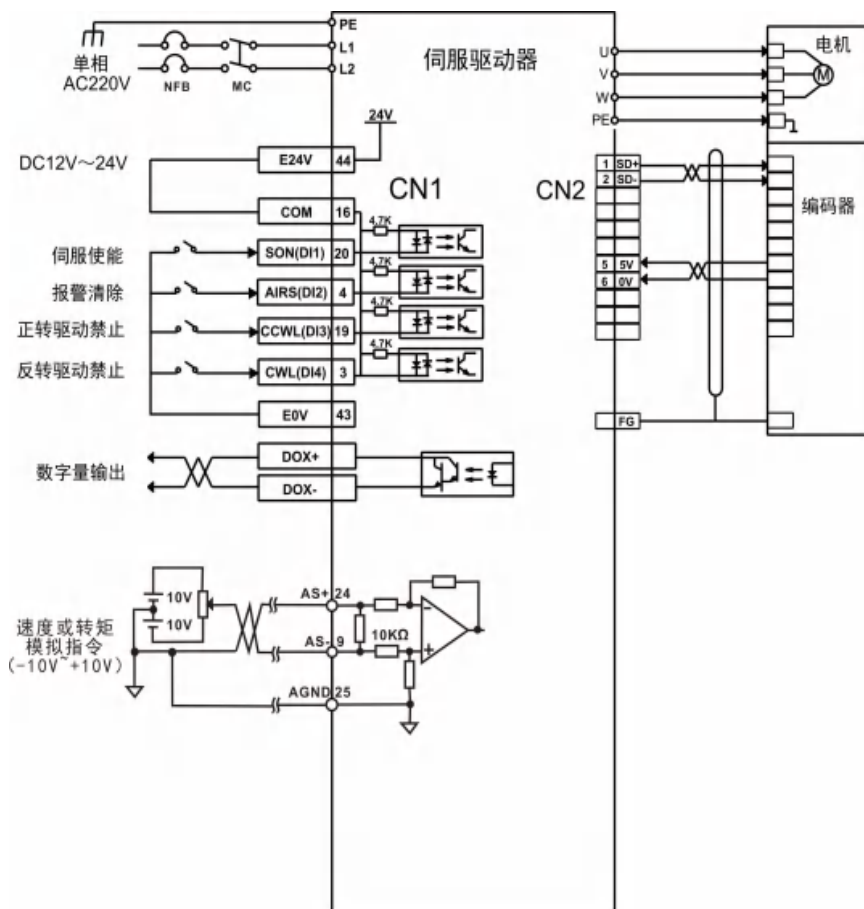 PE
L1
L2
单相
AC220V
NFB
MC
伺服驱动器
U
V
W
PE
电机
M
24V
DC12V~24V
E24V 44
CN1
CN2
COM 16
4.7K
伺服使能
SON(DI1) 20
4.7K
报警清除
AIRS(DI2) 4
4.7K
正转驱动禁止
CCWL(DI3) 19
4.7K
反转驱动禁止
CWL(DI4) 3
E0V 43
1 SD+
2 SD-
编码器
5 5V
6 0V
FG
数字量输出
DOX+
DOX-
10V
10V
速度或转矩
模拟指令
(-10V~+10V)
AS+ 24
AS- 9
10KΩ
AGND 25